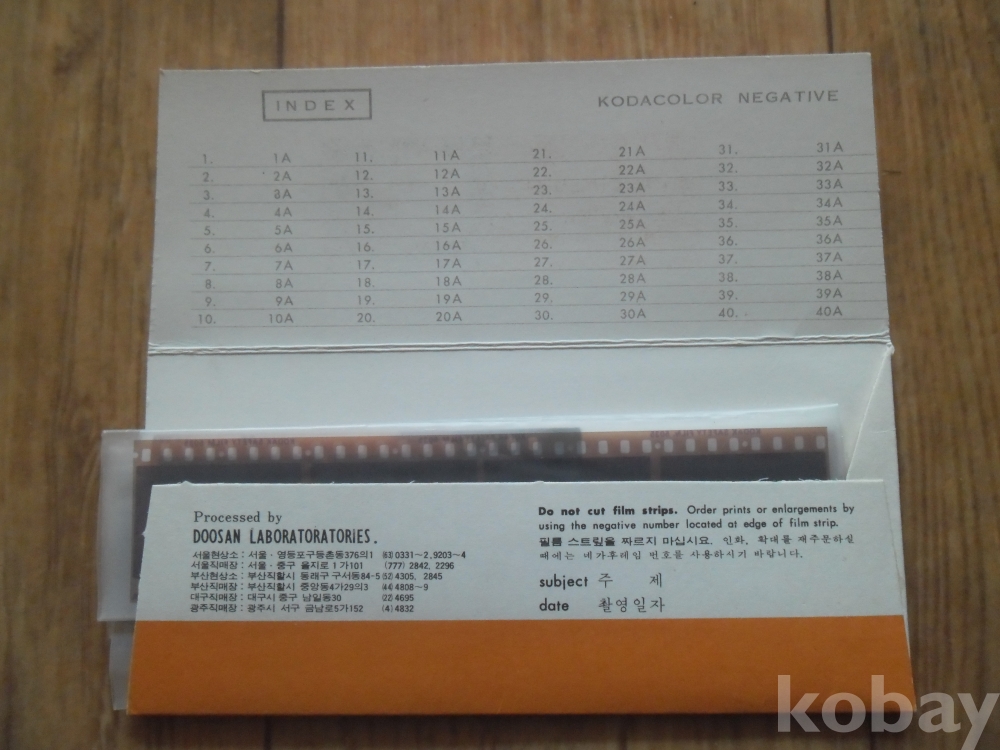 INDEX
KODACOLOR NEGATIVE
1. 1A 11. 11A 21. 21A 31. 31A
2. 2A 12. 12A 22. 22A 32. 32A
3. 3A 13. 13A 23. 23A 33. 33A
4. 4A 14. 14A 24. 24A 34. 34A
5. 5A 15. 15A 25. 25A 35. 35A
6. 6A 16. 16A 26. 26A 36. 36A
7. 7A 17. 17A 27. 27A 37. 37A
8. 8A 18. 18A 28. 28A 38. 38A
9. 9A 19. 19A 29. 29A 39. 39A
10. 10A 20. 20A 30. 30A 40. 40A
Processed by
DOOSAN LABORATORATORIES.
서울현상소 : 서울·영등포구등촌동376의1 (63) 0331~2,9203~4
서울직매장 : 서울·중구 을지로 1가101 (777) 2842, 2296
부산현상소 : 부산직할시 동래구 구서동84-5 (52) 4305, 2845
부산직매장 : 부산직할시 중앙동4가29의3 (44) 4808~9
대구직매장 : 대구시 중구 남일동30 (22) 4695
광주직매장 : 광주시 서구 금남로5가152 (4) 4832
Do not cut film strips. Order prints or enlargements by
using the negative number located at edge of film strip.
필름 스트맆을 짜르지 마십시요. 인화, 확대를 재주문하실
때에는 네가후레임 번호를 사용하시기 바랍니다.
subject 주 제
date 촬영일자
kobay